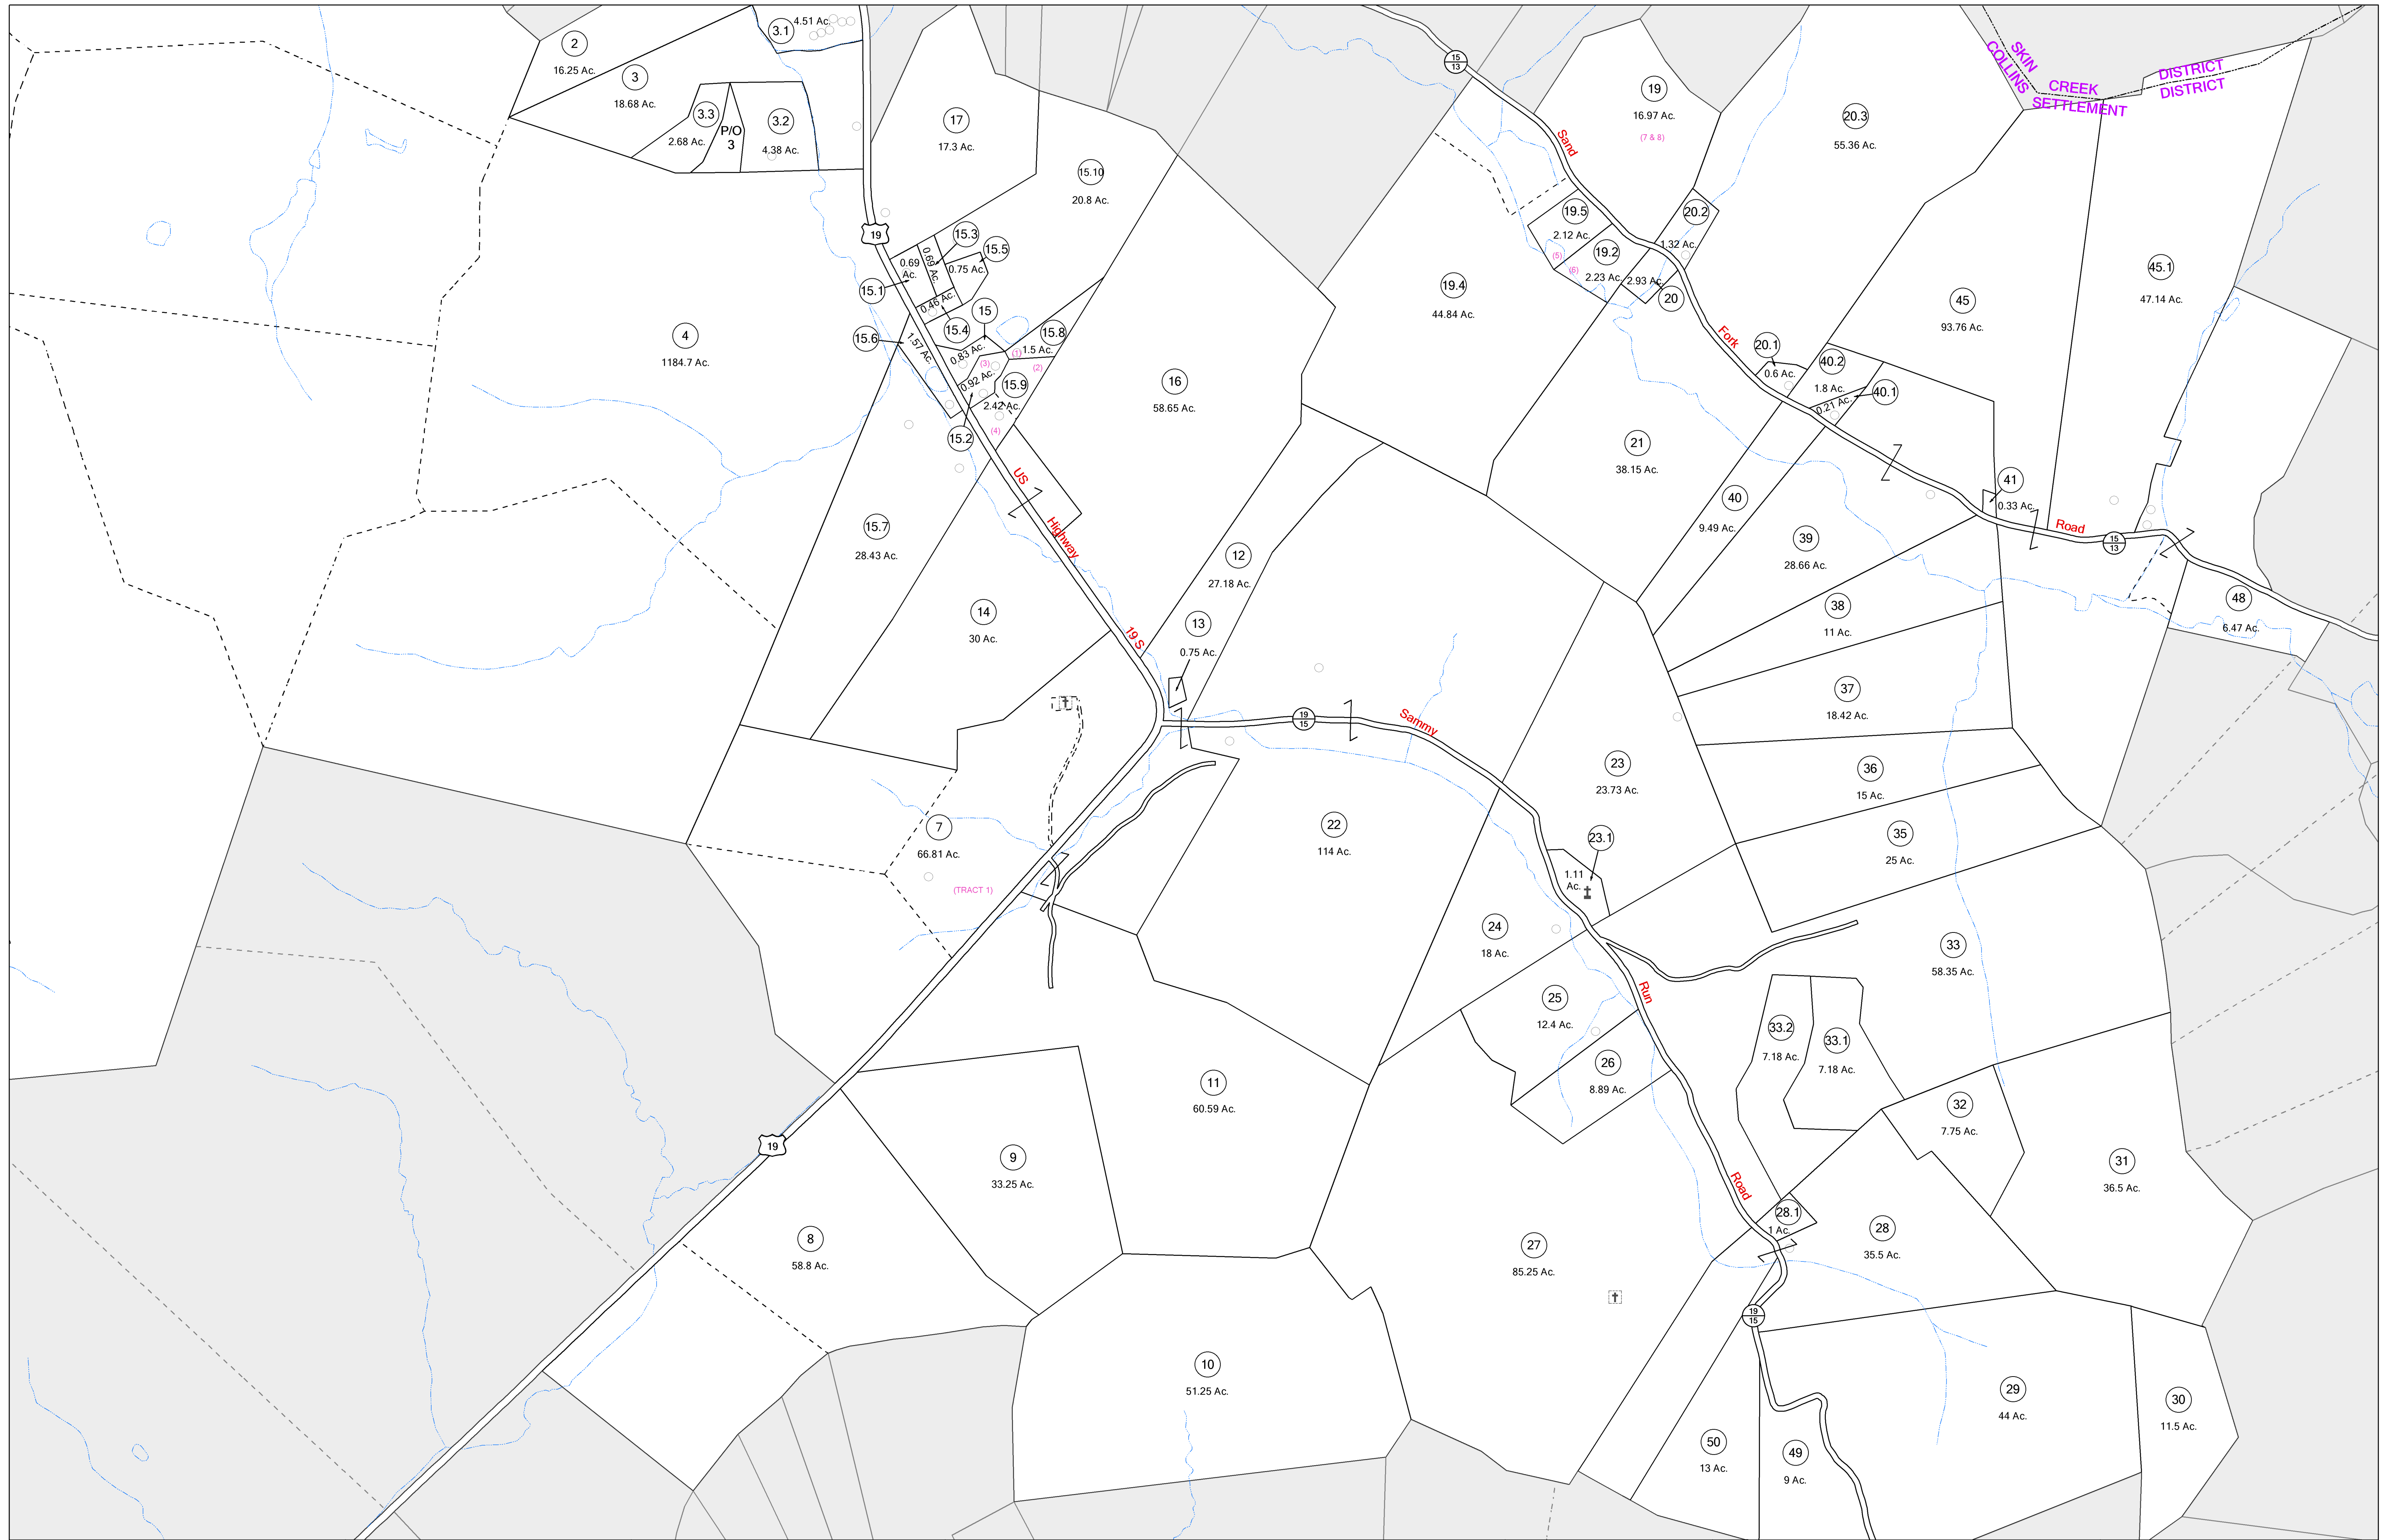 2
16.25 Ac.
3
18.68 Ac.
3.1
4.51 Ac.
3.3
2.68 Ac.
P/O
3
3.2
4.38 Ac.
17
17.3 Ac.
15.10
20.8 Ac.
15
13
19
16.97 Ac.
(7 & 8)
20.3
55.36 Ac.
SKIN
CREEK
DISTRICT
COLLINS
SETTLEMENT
DISTRICT
Sand
Fork
Road
19
0.69
Ac.
15.1
0.69 Ac.
15.3
15.5
0.75 Ac.
0.46 Ac.
15.4
15
0.83 Ac.
15.6
1.57 Ac.
(1)
15.8
1.5 Ac.
(2)
(3)
0.92 Ac.
15.9
2.42 Ac.
15.2
(4)
4
1184.7 Ac.
16
58.65 Ac.
19.4
44.84 Ac.
19.5
2.12 Ac.
(5)
19.2
2.23 Ac.
(6)
20.2
1.32 Ac.
2.93 Ac.
20
20.1
0.6 Ac.
40.2
1.8 Ac.
40.1
0.21 Ac.
45
93.76 Ac.
45.1
47.14 Ac.
21
38.15 Ac.
40
9.49 Ac.
41
0.33 Ac.
15
13
39
28.66 Ac.
38
11 Ac.
48
6.47 Ac.
37
18.42 Ac.
36
15 Ac.
35
25 Ac.
US
Highway
19 S
15.7
28.43 Ac.
14
30 Ac.
12
27.18 Ac.
13
0.75 Ac.
19
15
Sammy
Run
Road
7
66.81 Ac.
(TRACT 1)
22
114 Ac.
23
23.73 Ac.
23.1
1.11
Ac.
24
18 Ac.
25
12.4 Ac.
26
8.89 Ac.
33
58.35 Ac.
33.2
7.18 Ac.
33.1
7.18 Ac.
32
7.75 Ac.
31
36.5 Ac.
11
60.59 Ac.
19
9
33.25 Ac.
8
58.8 Ac.
27
85.25 Ac.
28.1
1 Ac.
28
35.5 Ac.
19
15
10
51.25 Ac.
29
44 Ac.
30
11.5 Ac.
50
13 Ac.
49
9 Ac.